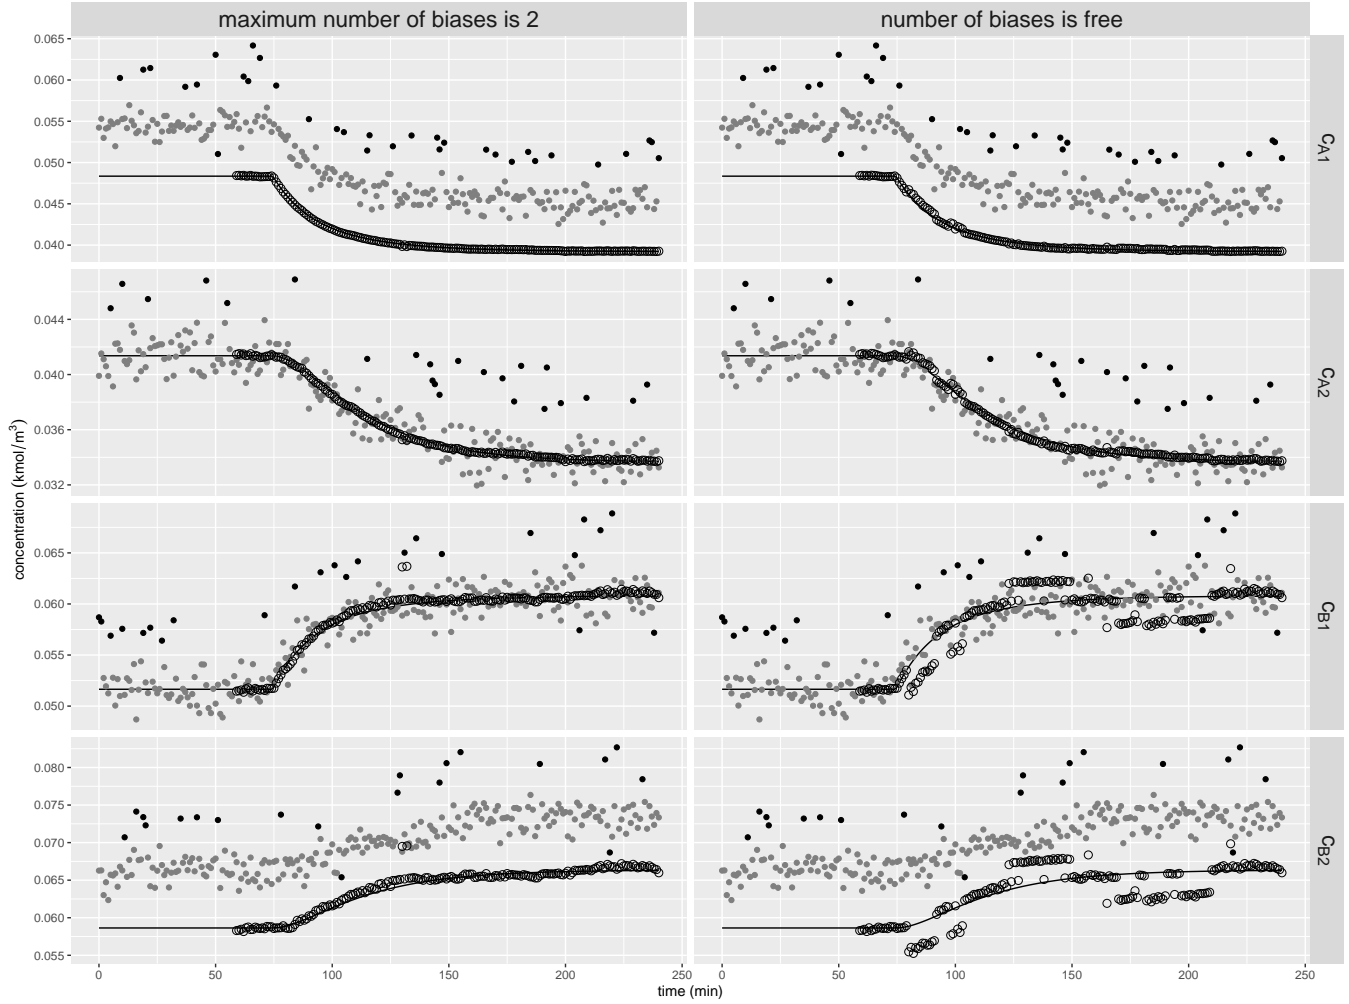 maximum number of biases is 2
number of biases is free
0.065
0.060
0.055
0.050
0.045
0.040
cA1
0.044
0.040
0.036
0.032
cA2
concentration (kmol/m³)
0.065
0.060
0.055
0.050
cB1
0.080
0.075
0.070
0.065
0.060
0.055
cB2
0 50 100 150 200 250 0 50 100 150 200 250
time (min)